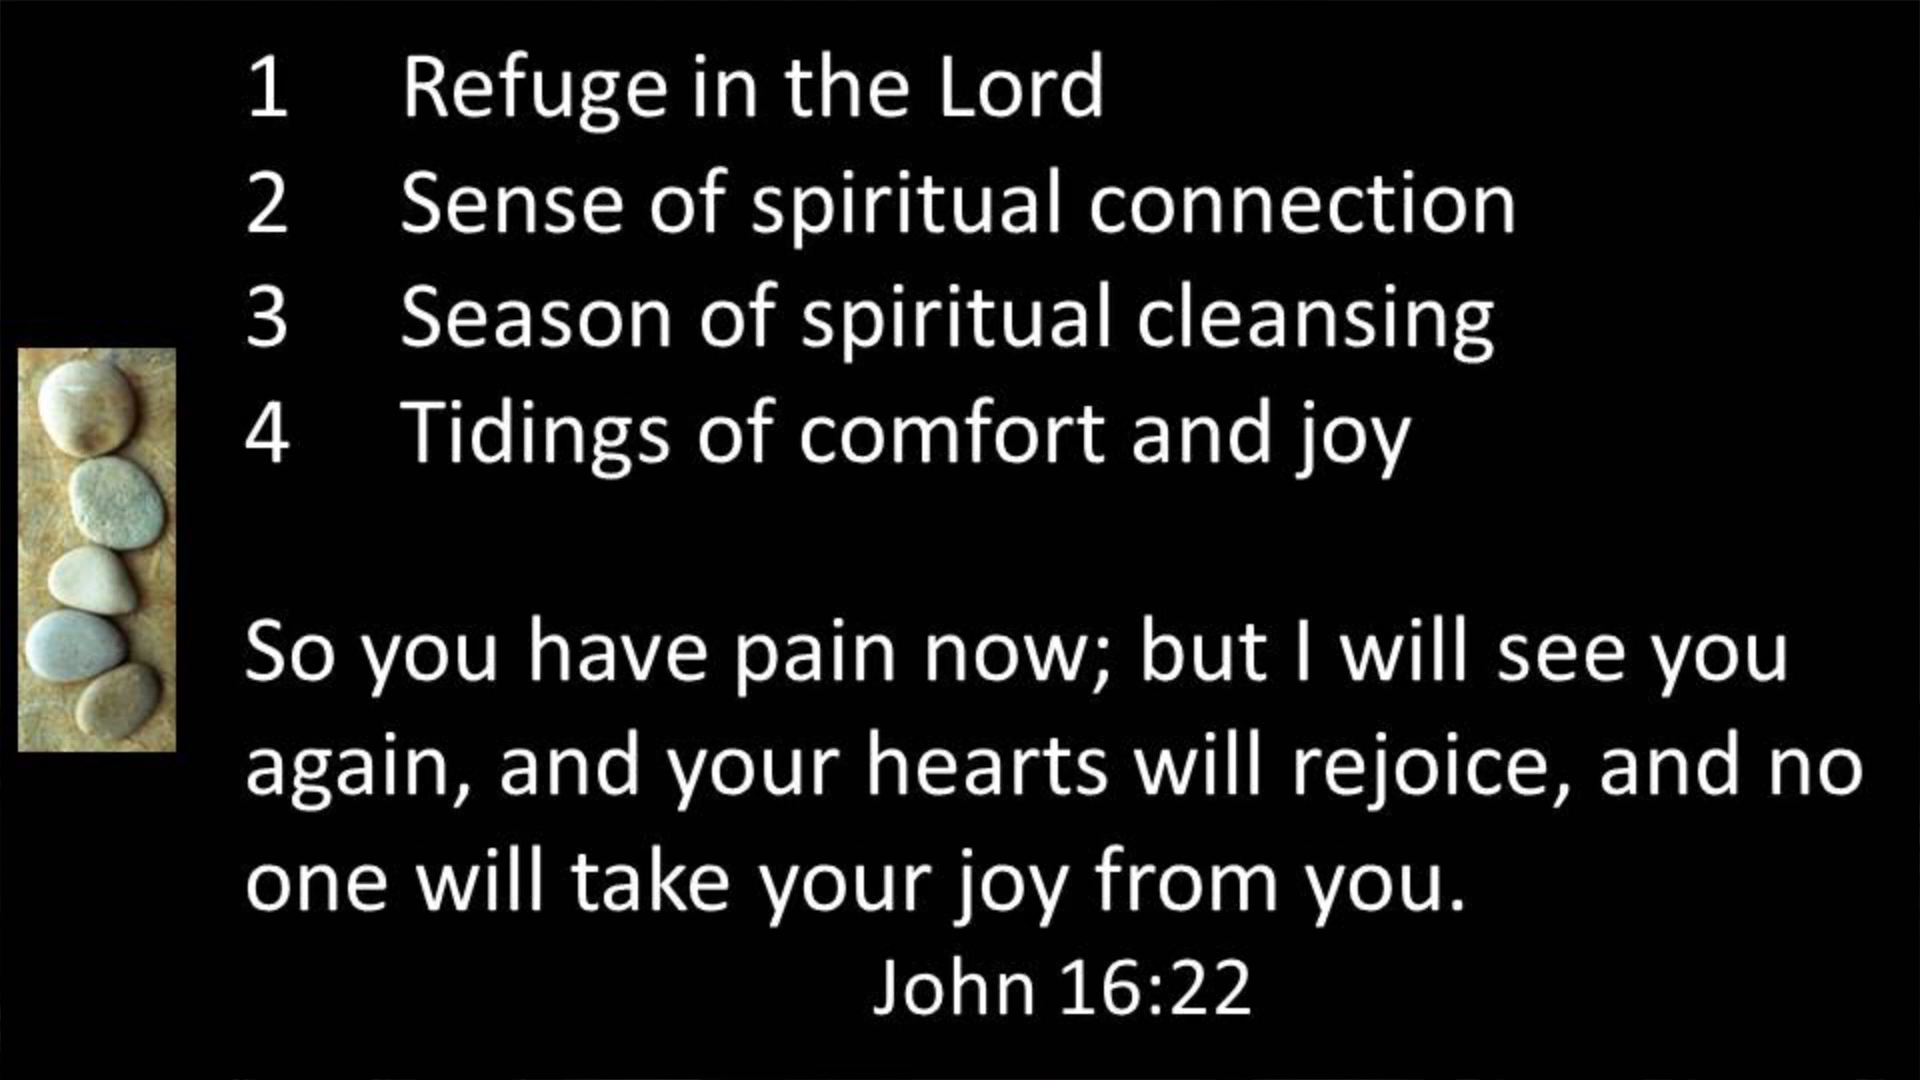 1 Refuge in the Lord
2 Sense of spiritual connection
3 Season of spiritual cleansing
4 Tidings of comfort and joy
So you have pain now; but I will see you
again, and your hearts will rejoice, and no
one will take your joy from you.
John 16:22